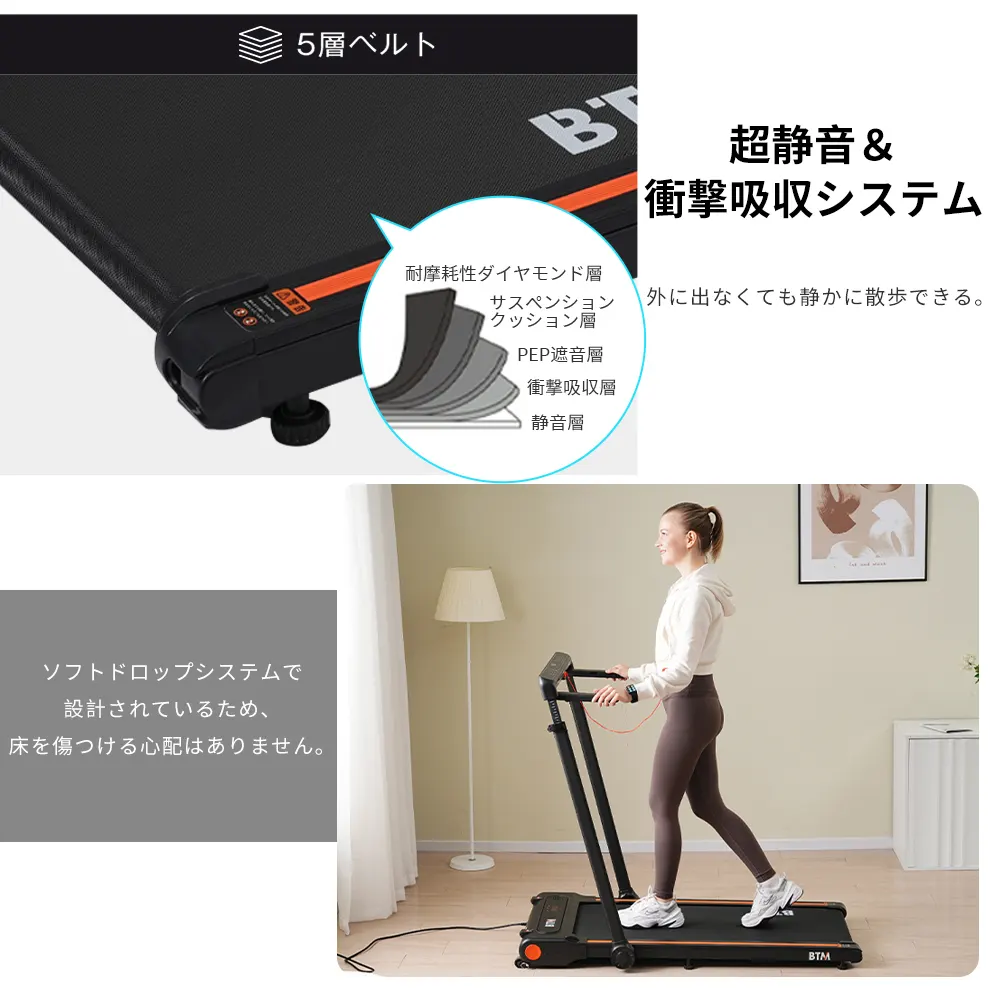 5層ベルト
BT
超静音&
衝撃吸収システム
外に出なくても静かに散歩できる。
耐摩耗性ダイヤモンド層
サスペンション
クッション層
PEP遮音層
衝撃吸収層
静音層
ソフトドロップシステムで
設計されているため、
床を傷つける心配はありません。
BTM